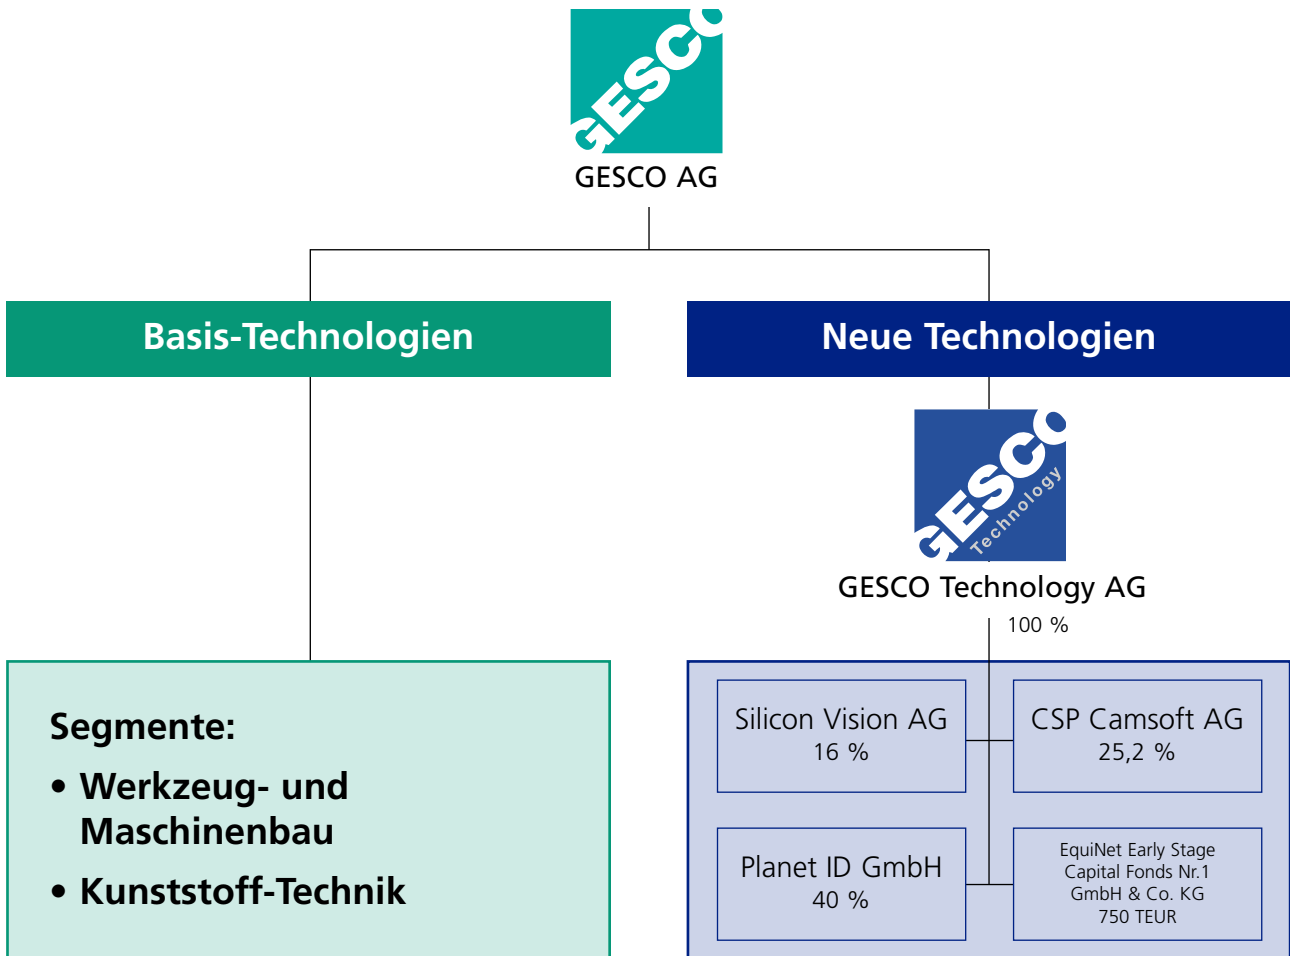 GESCO
GESCO AG
Basis-Technologien
Neue Technologien
GESCO
Technology
GESCO Technology AG
100 %
Segmente:
• Werkzeug- und
Maschinenbau
• Kunststoff-Technik
Silicon Vision AG
16 %
CSP Camsoft AG
25,2 %
Planet ID GmbH
40 %
EquiNet Early Stage
Capital Fonds Nr.1
GmbH & Co. KG
750 TEUR